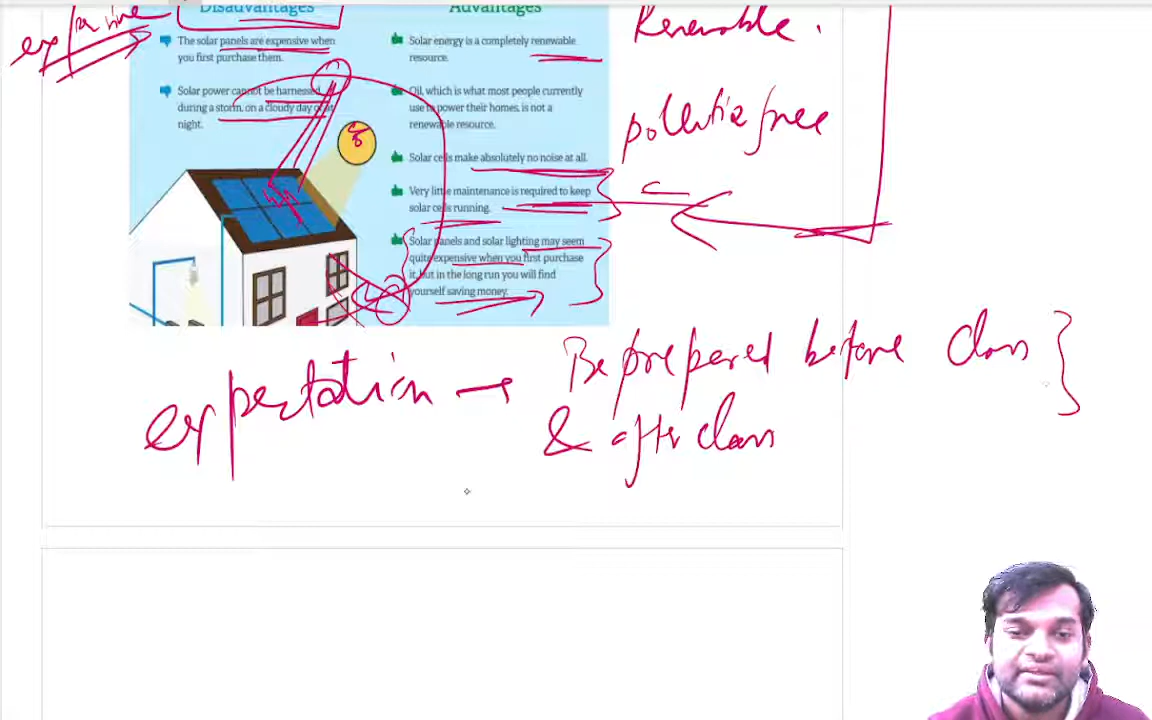 expensive
Disadvantages
The solar panels are expensive when
you first purchase them.
Solar power cannot be harnessed
during a storm, on a cloudy day or at
night.
Advantages
Solar energy is a completely renewable
resource.
Oil, which is what most people currently
use to power their homes, is not a
renewable resource.
Solar cells make absolutely no noise at all.
Very little maintenance is required to keep
solar cells running.
Solar panels and solar lighting may seem
quite expensive when you first purchase
it, but in the long run you will find
yourself saving money.
Renewable.
pollution free
expectation → Be prepared before class
& after class